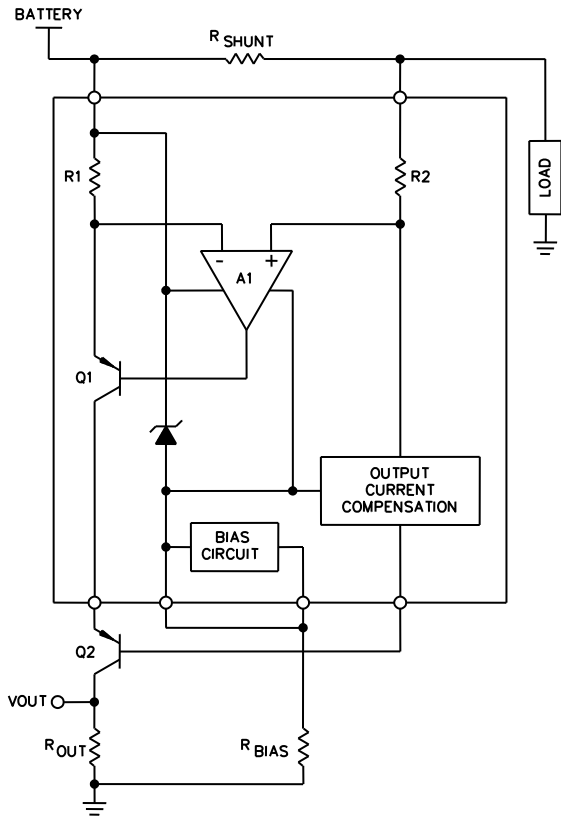 BATTERY
R SHUNT
R1
R2
LOAD
- +
A1
Q1
OUTPUT
CURRENT
COMPENSATION
BIAS
CIRCUIT
Q2
VOUT
R OUT
R BIAS